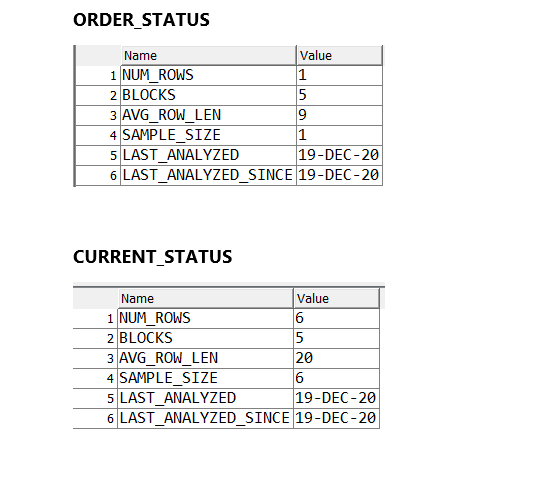 ORDER_STATUS
Name Value
1 NUM_ROWS 1
2 BLOCKS 5
3 AVG_ROW_LEN 9
4 SAMPLE_SIZE 1
5 LAST_ANALYZED 19-DEC-20
6 LAST_ANALYZED_SINCE 19-DEC-20
CURRENT_STATUS
Name Value
1 NUM_ROWS 6
2 BLOCKS 5
3 AVG_ROW_LEN 20
4 SAMPLE_SIZE 6
5 LAST_ANALYZED 19-DEC-20
6 LAST_ANALYZED_SINCE 19-DEC-20